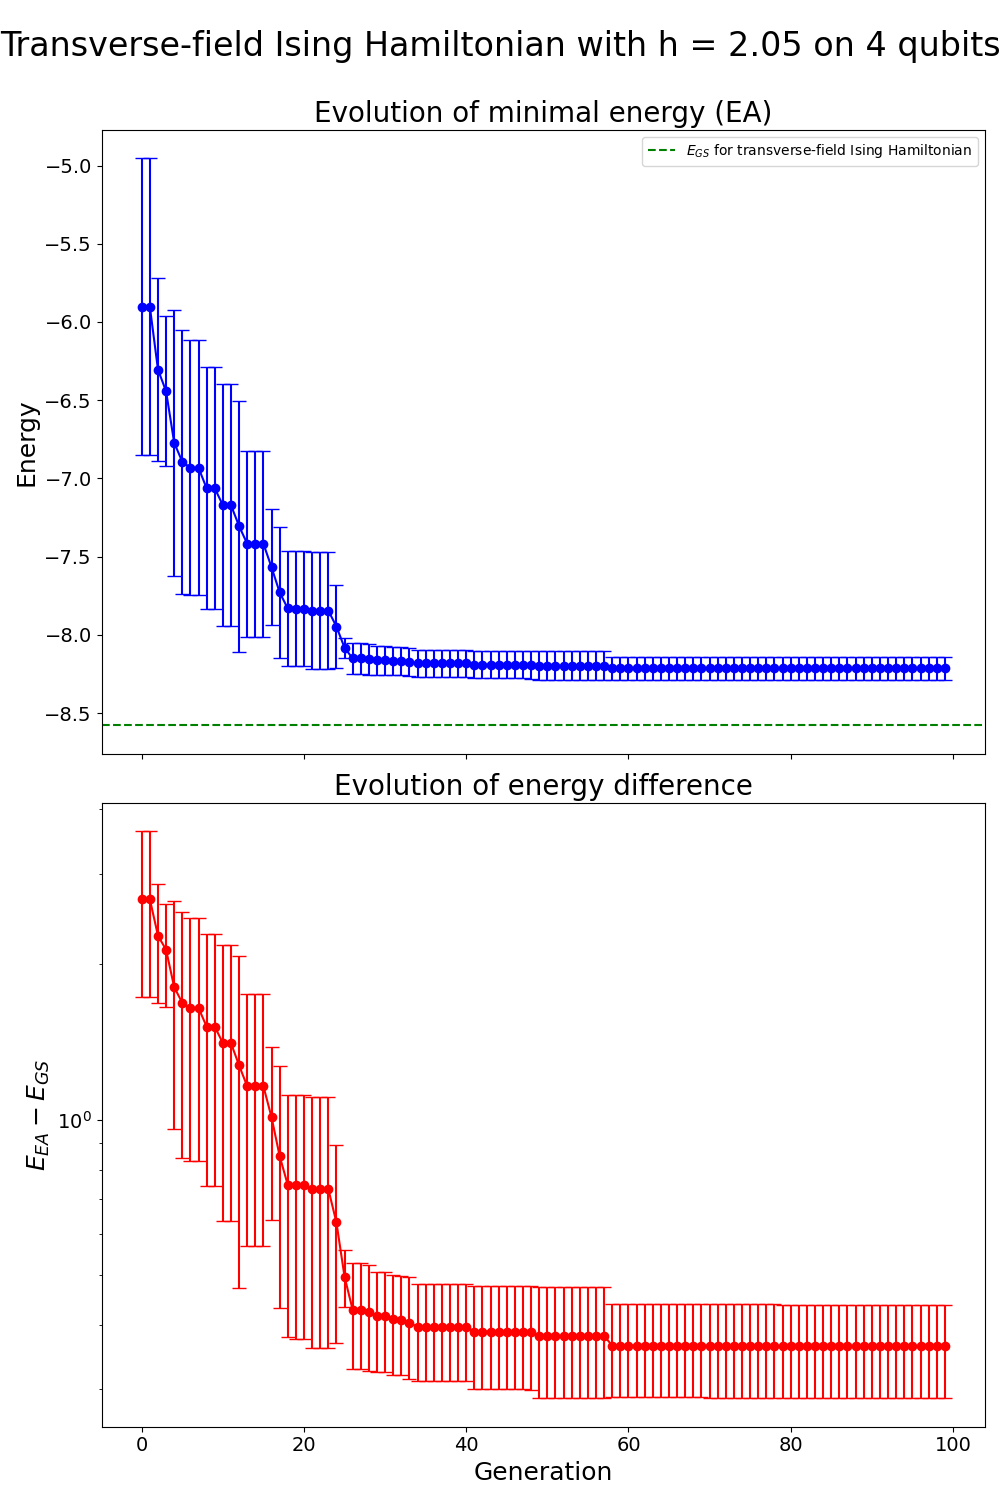 Transverse-field Ising Hamiltonian with h = 2.05 on 4 qubits
Evolution of minimal energy (EA)
E_GS for transverse-field Ising Hamiltonian
−5.0
−5.5
−6.0
−6.5
−7.0
−7.5
−8.0
−8.5
Energy
Evolution of energy difference
10^0
E_EA − E_GS
0 20 40 60 80 100
Generation